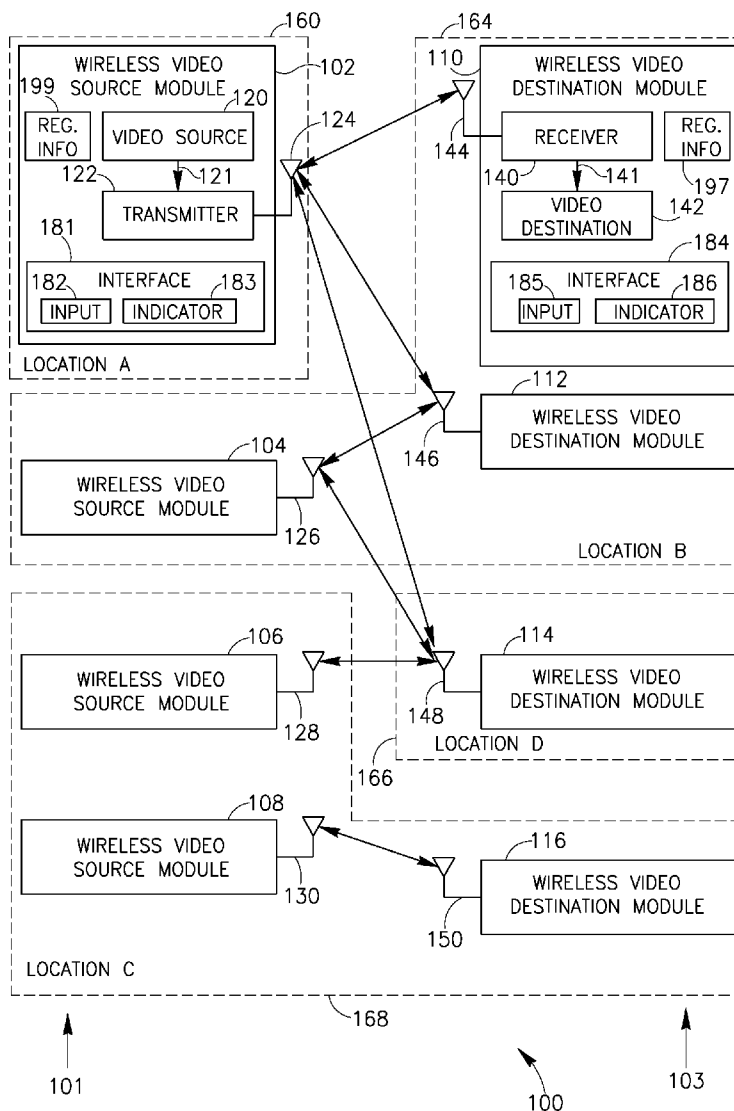 160
164
WIRELESS VIDEO
SOURCE MODULE
102
110
WIRELESS VIDEO
DESTINATION MODULE
199
120
124
REG.
INFO
VIDEO SOURCE
144
RECEIVER
REG.
INFO
122
121
140
141
197
TRANSMITTER
VIDEO
DESTINATION
142
181
184
INTERFACE
182
183
INPUT
INDICATOR
INTERFACE
185
186
INPUT
INDICATOR
LOCATION A
112
WIRELESS VIDEO
DESTINATION MODULE
146
104
WIRELESS VIDEO
SOURCE MODULE
126
LOCATION B
106
WIRELESS VIDEO
SOURCE MODULE
128
114
WIRELESS VIDEO
DESTINATION MODULE
148
LOCATION D
166
108
WIRELESS VIDEO
SOURCE MODULE
130
116
WIRELESS VIDEO
DESTINATION MODULE
150
LOCATION C
168
101
100
103